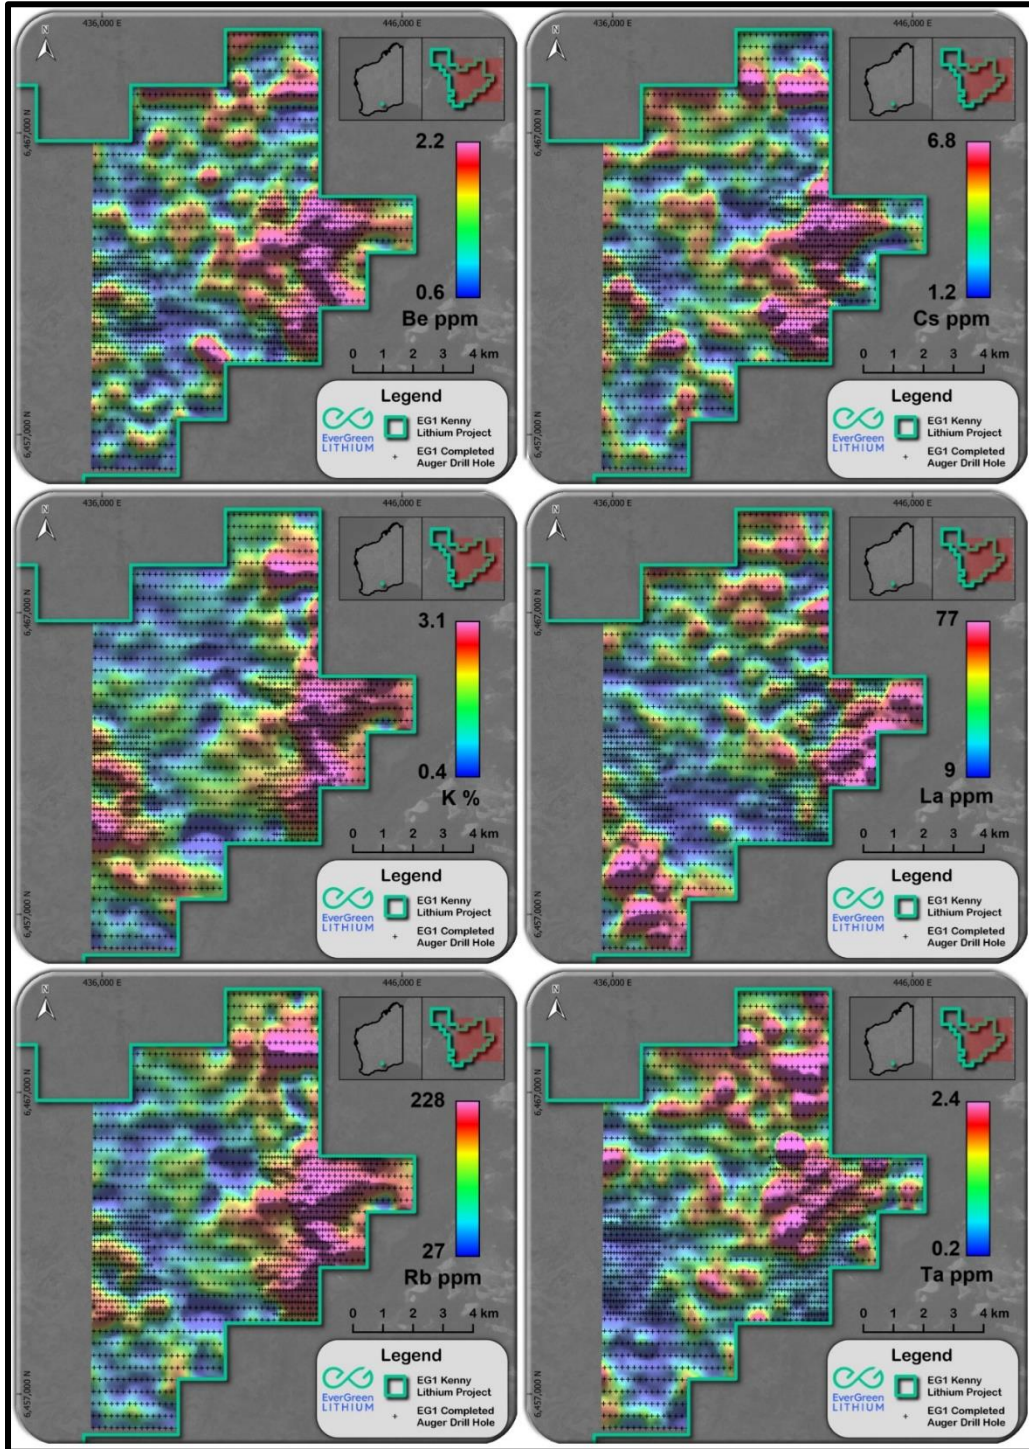 436,000 E
446,000 E
N
6,467,000 N
2.2
0.6
Be ppm
0 1 2 3 4 km
Legend
EverGreen
LITHIUM
EG1 Kenny
Lithium Project
EG1 Completed
Auger Drill Hole
6,457,000 N
436,000 E
446,000 E
N
6,467,000 N
6.8
1.2
Cs ppm
0 1 2 3 4 km
Legend
EverGreen
LITHIUM
EG1 Kenny
Lithium Project
EG1 Completed
Auger Drill Hole
6,457,000 N
436,000 E
446,000 E
N
6,467,000 N
3.1
0.4
K %
0 1 2 3 4 km
Legend
EverGreen
LITHIUM
EG1 Kenny
Lithium Project
EG1 Completed
Auger Drill Hole
6,457,000 N
436,000 E
446,000 E
N
6,467,000 N
77
9
La ppm
0 1 2 3 4 km
Legend
EverGreen
LITHIUM
EG1 Kenny
Lithium Project
EG1 Completed
Auger Drill Hole
6,457,000 N
436,000 E
446,000 E
N
6,467,000 N
228
27
Rb ppm
0 1 2 3 4 km
Legend
EverGreen
LITHIUM
EG1 Kenny
Lithium Project
EG1 Completed
Auger Drill Hole
6,457,000 N
436,000 E
446,000 E
N
6,467,000 N
2.4
0.2
Ta ppm
0 1 2 3 4 km
Legend
EverGreen
LITHIUM
EG1 Kenny
Lithium Project
EG1 Completed
Auger Drill Hole
6,457,000 N